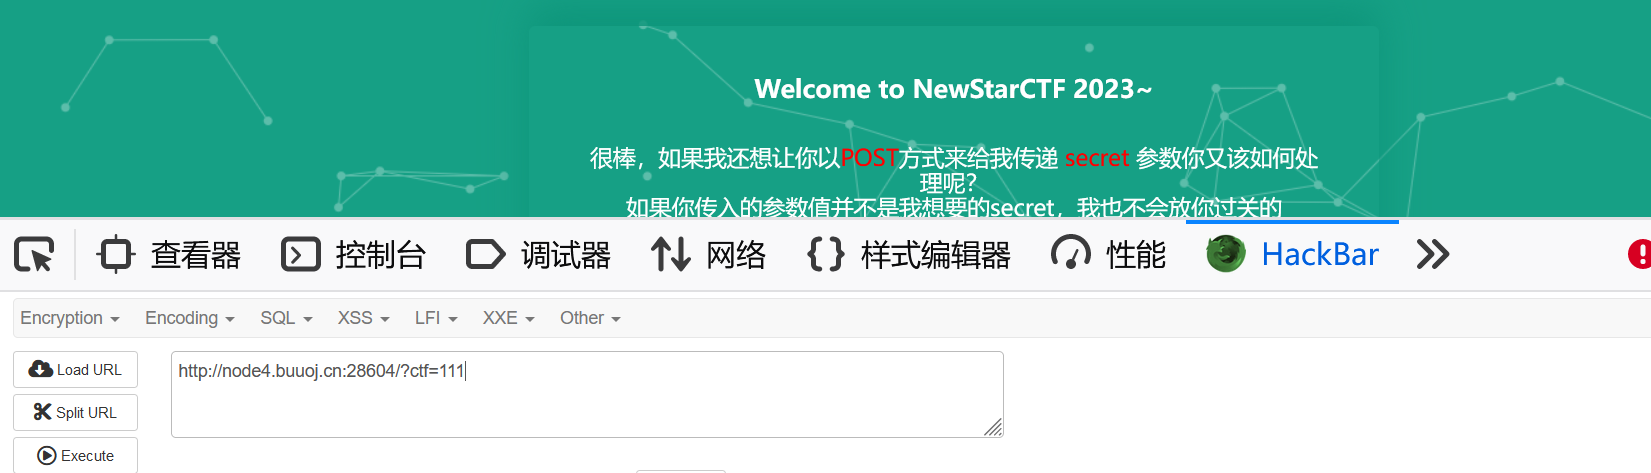 Welcome to NewStarCTF 2023~
很棒，如果我还想让你以POST方式来给我传递 secret 参数你又该如何处
理呢?
如果你传入的参数值并不是我想要的secret，我也不会放你过关的
查看器 控制台 调试器 网络 样式编辑器 性能 HackBar
Encryption Encoding SQL XSS LFI XXE Other
Load URL http://node4.buuoj.cn:28604/?ctf=111
Split URL
Execute